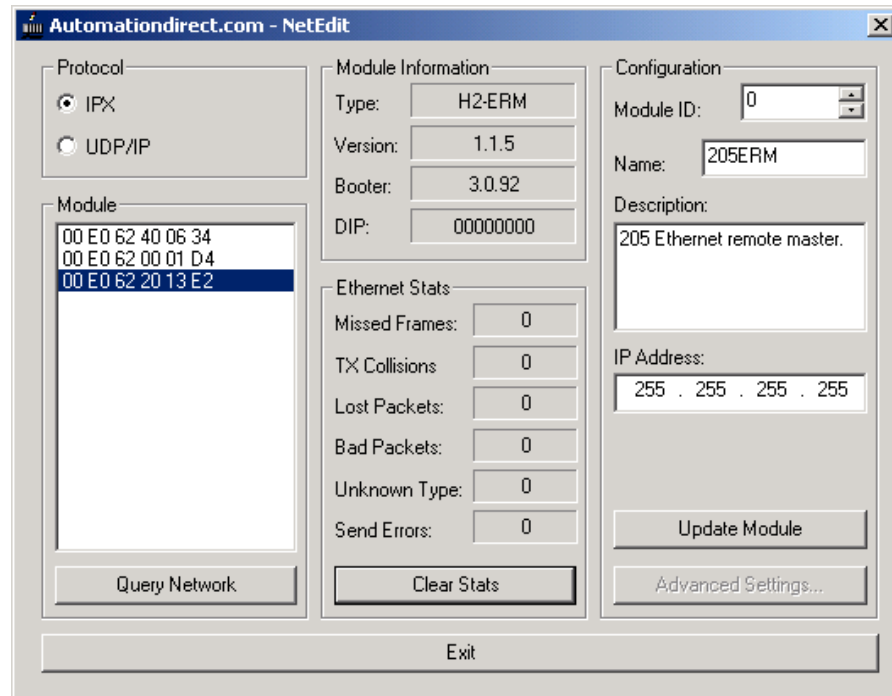 Automationdirect.com - NetEdit
Protocol
IPX
UDP/IP
Module
00 E0 62 40 06 34
00 E0 62 00 01 D4
00 E0 62 20 13 E2
Query Network
Module Information
Type: H2-ERM
Version: 1.1.5
Booter: 3.0.92
DIP: 00000000
Ethernet Stats
Missed Frames: 0
TX Collisions 0
Lost Packets: 0
Bad Packets: 0
Unknown Type: 0
Send Errors: 0
Clear Stats
Configuration
Module ID: 0
Name: 205ERM
Description:
205 Ethernet remote master.
IP Address:
255 . 255 . 255 . 255
Update Module
Advanced Settings...
Exit